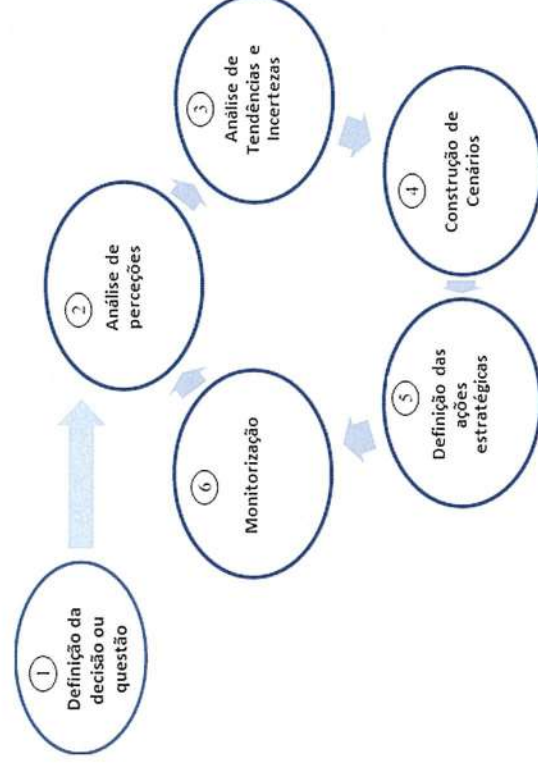 1
Definição da
decisão ou
questão
2
Análise de
perceções
3
Análise de
Tendências e
Incertezas
4
Construção de
Cenários
5
Definição das
ações
estratégicas
6
Monitorização